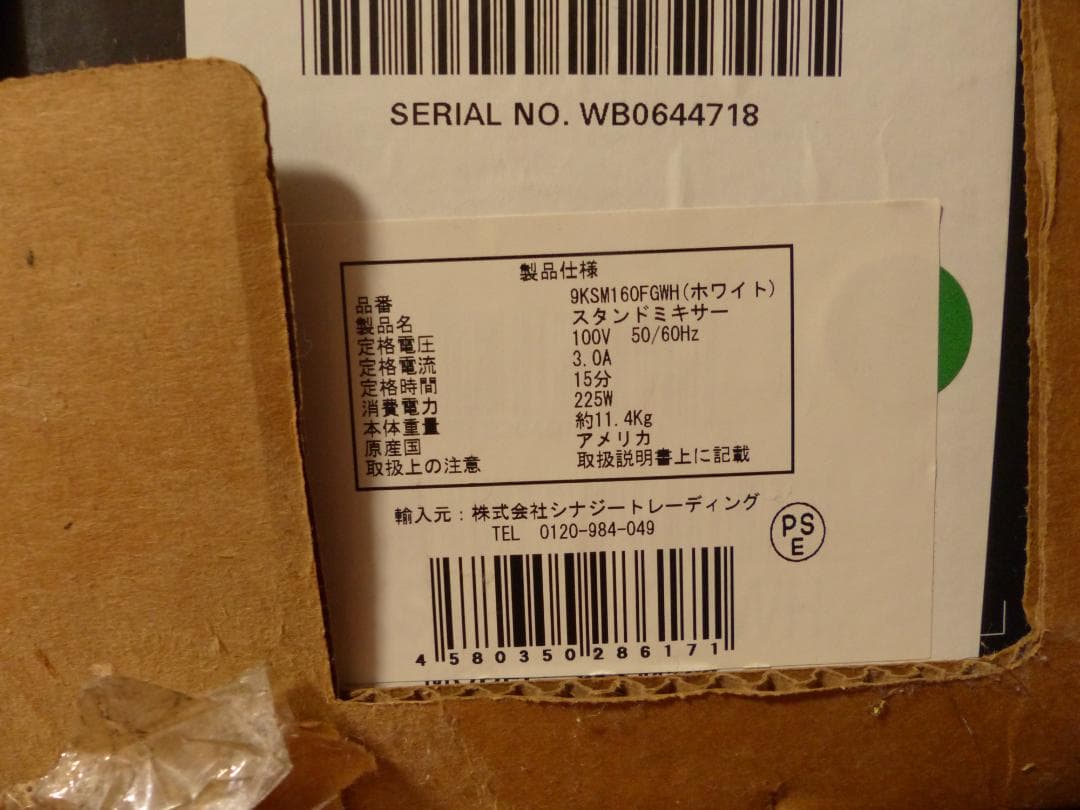 SERIAL NO. WB0644718
製品仕様
品番 9KSM160FGWH(ホワイト)
製品名 スタンドミキサー
定格電圧 100V 50/60Hz
定格電流 3.0A
定格時間 15分
消費電力 225W
本体重量 約11.4Kg
原産国 アメリカ
取扱上の注意 取扱説明書上に記載
輸入元：株式会社シナジートレーディング
TEL 0120-984-049
PS
E
4 580350 286171